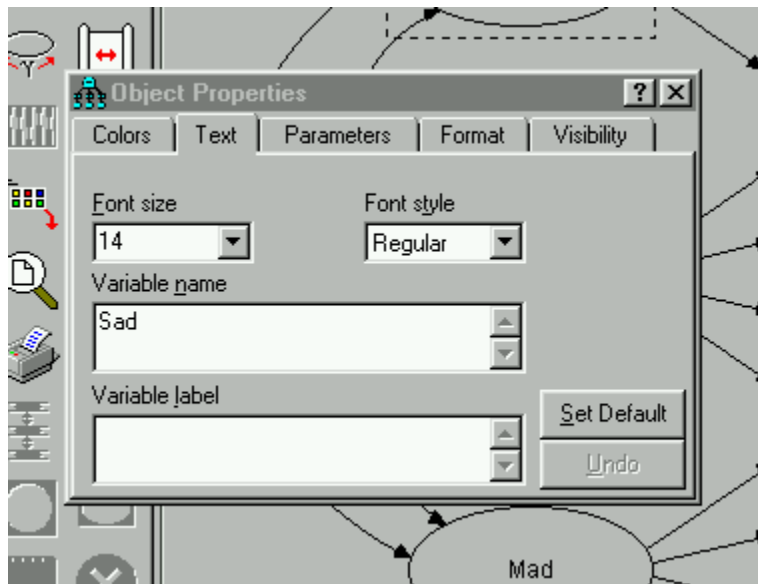 Object Properties
Colors Text Parameters Format Visibility
Font size Font style
14 Regular
Variable name
Sad
Variable label
Set Default
Undo
Mad